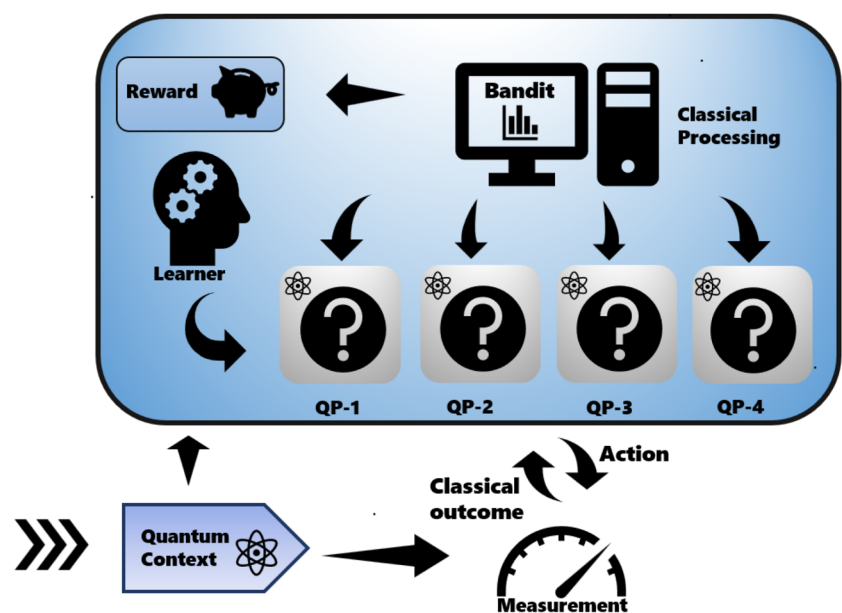 Reward
Bandit
Classical
Processing
Learner
?
?
?
?
QP-1
QP-2
QP-3
QP-4
Action
Classical
outcome
Quantum
Context
Measurement